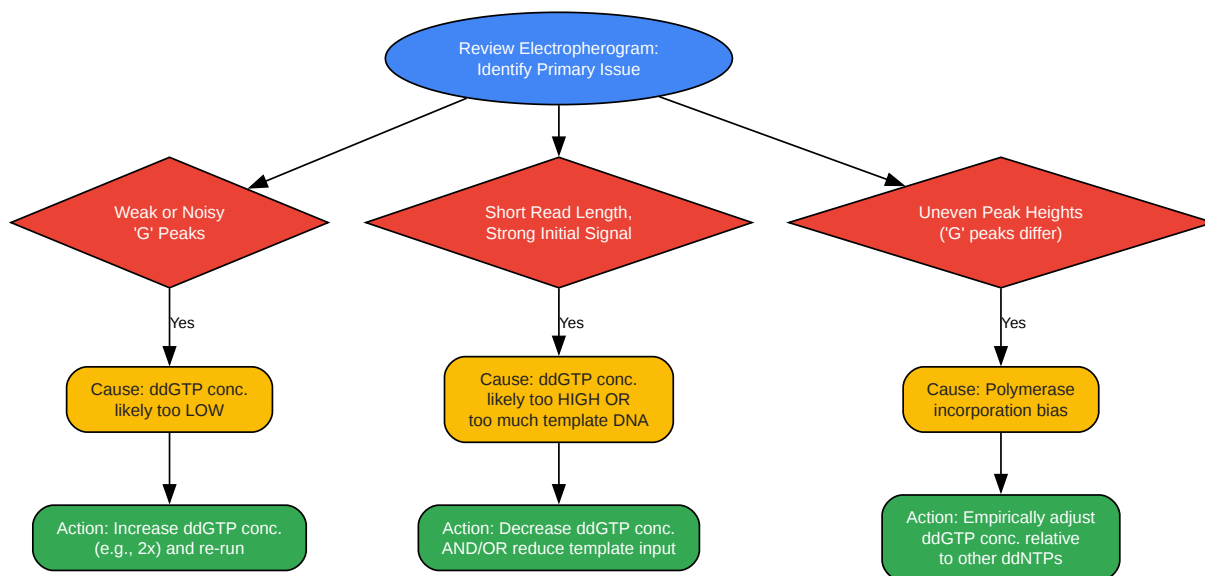 Review Electropherogram:
Identify Primary Issue
Weak or Noisy
'G' Peaks
Short Read Length,
Strong Initial Signal
Uneven Peak Heights
('G' peaks differ)
Yes
Yes
Yes
Cause: ddGTP conc.
likely too LOW
Cause: ddGTP conc.
likely too HIGH OR
too much template DNA
Cause: Polymerase
incorporation bias
Action: Increase ddGTP conc.
(e.g., 2x) and re-run
Action: Decrease ddGTP conc.
AND/OR reduce template input
Action: Empirically adjust
ddGTP conc. relative
to other ddNTPs